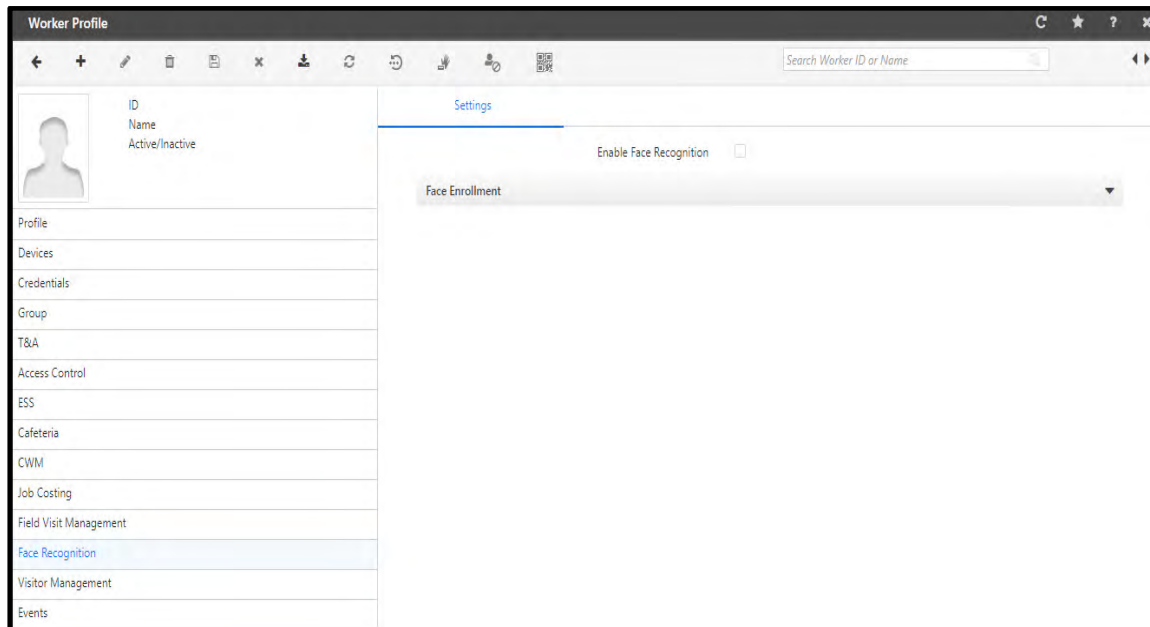 Worker Profile
?
Search Worker ID or Name
ID
Name
Active/Inactive
Settings
Enable Face Recognition
Face Enrollment
Profile
Devices
Credentials
Group
T&A
Access Control
ESS
Cafeteria
CWM
Job Costing
Field Visit Management
Face Recognition
Visitor Management
Events